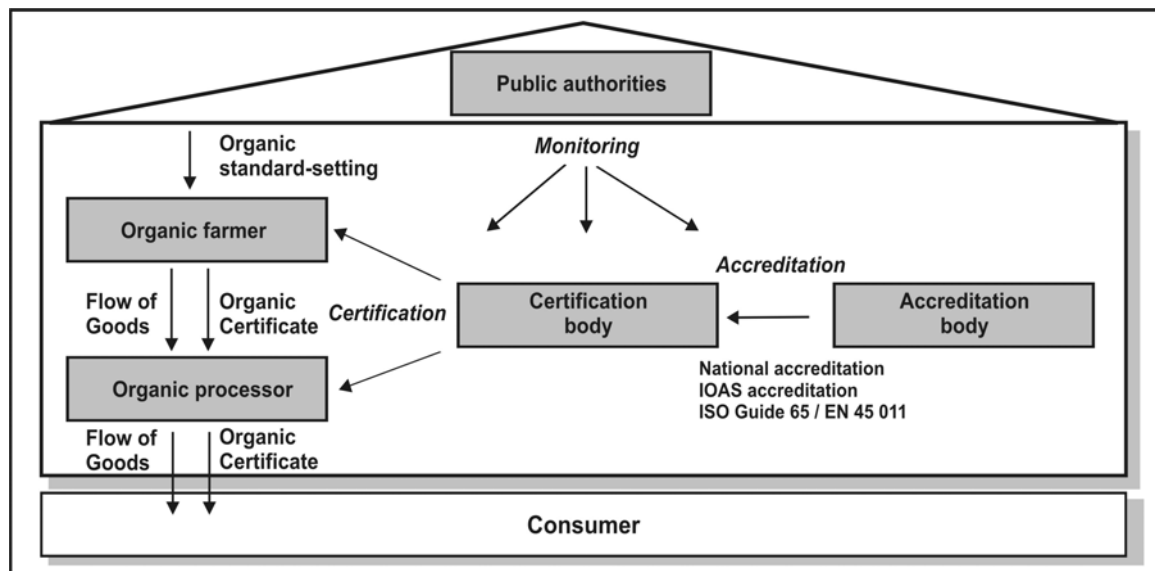 Public authorities
Organic
standard-setting
Monitoring
Organic farmer
Accreditation
Flow of
Goods
Organic
Certificate
Certification
Certification
body
Accreditation
body
Organic processor
National accreditation
IOAS accreditation
ISO Guide 65 / EN 45 011
Flow of
Goods
Organic
Certificate
Consumer